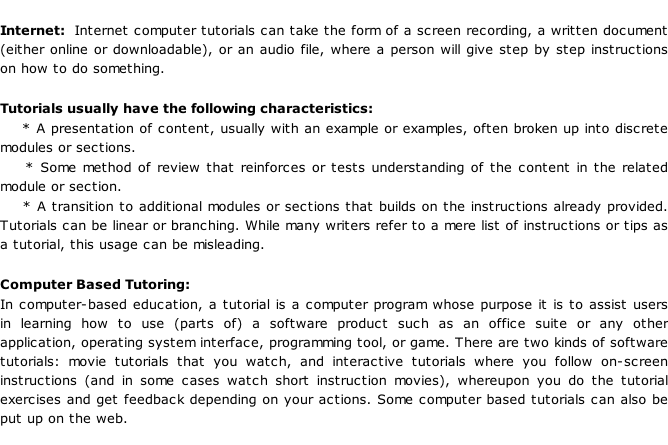 Internet: Internet computer tutorials can take the form of a screen recording, a written document
(either online or downloadable), or an audio file, where a person will give step by step instructions
on how to do something.
Tutorials usually have the following characteristics:
* A presentation of content, usually with an example or examples, often broken up into discrete
modules or sections.
* Some method of review that reinforces or tests understanding of the content in the related
module or section.
* A transition to additional modules or sections that builds on the instructions already provided.
Tutorials can be linear or branching. While many writers refer to a mere list of instructions or tips as
a tutorial, this usage can be misleading.
Computer Based Tutoring:
In computer-based education, a tutorial is a computer program whose purpose it is to assist users
in learning how to use (parts of) a software product such as an office suite or any other
application, operating system interface, programming tool, or game. There are two kinds of software
tutorials: movie tutorials that you watch, and interactive tutorials where you follow on-screen
instructions (and in some cases watch short instruction movies), whereupon you do the tutorial
exercises and get feedback depending on your actions. Some computer based tutorials can also be
put up on the web.